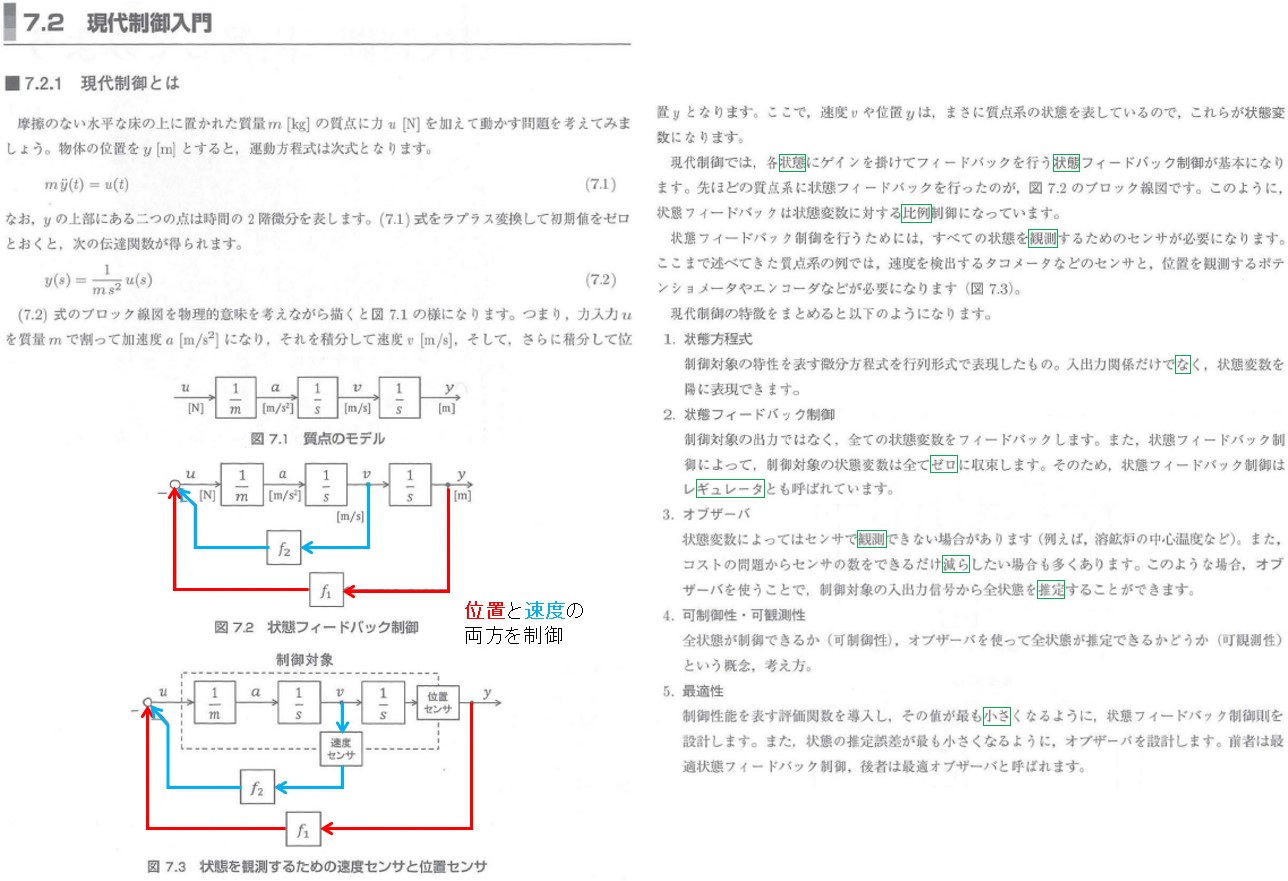 7.2 現代制御入門
■7.2.1 現代制御とは
摩擦のない水平な床の上に置かれた質量m [kg] の質点に力 u [N] を加えて動かす問題を考えてみま
しょう。物体の位置を y [m] とすると，運動方程式は次式となります。
mÿ(t) = u(t) (7.1)
なお，y の上部にある二つの点は時間の 2 階微分を表します。(7.1) 式をラプラス変換して初期値をゼロ
とおくと，次の伝達関数が得られます。
y(s) = 1/(m s²) u(s) (7.2)
(7.2) 式のブロック線図を物理的意味を考えながら描くと図 7.1 の様になります。つまり，力入力 u
を質量 m で割って加速度 a [m/s²] になり，それを積分して速度 v [m/s]，そして，さらに積分して位
u [N] 1/m a [m/s²] 1/s v [m/s] 1/s y [m]
図 7.1 質点のモデル
− u [N] 1/m a [m/s²] 1/s v [m/s] 1/s y [m]
f₂
f₁
位置と速度の
両方を制御
図 7.2 状態フィードバック制御
制御対象
− u 1/m a 1/s v 1/s 位置 y
センサ
速度
センサ
f₂
f₁
図 7.3 状態を観測するための速度センサと位置センサ
置 y となります。ここで，速度 v や位置 y は，まさに質点系の状態を表しているので，これらが状態変
数になります。
現代制御では，各状態にゲインを掛けてフィードバックを行う状態フィードバック制御が基本になり
ます。先ほどの質点系に状態フィードバックを行ったのが，図 7.2 のブロック線図です。このように，
状態フィードバックは状態変数に対する比例制御になっています。
状態フィードバック制御を行うためには，すべての状態を観測するためのセンサが必要になります。
ここまで述べてきた質点系の例では，速度を検出するタコメータなどのセンサと，位置を観測するポテ
ンショメータやエンコーダなどが必要になります（図 7.3）。
現代制御の特徴をまとめると以下のようになります。
1. 状態方程式
制御対象の特性を表す微分方程式を行列形式で表現したもの。入出力関係だけでなく，状態変数を
陽に表現できます。
2. 状態フィードバック制御
制御対象の出力ではなく，全ての状態変数をフィードバックします。また，状態フィードバック制
御によって，制御対象の状態変数は全てゼロに収束します。そのため，状態フィードバック制御は
レギュレータとも呼ばれています。
3. オブザーバ
状態変数によってはセンサで観測できない場合があります（例えば，溶鉱炉の中心温度など）。また，
コストの問題からセンサの数をできるだけ減らしたい場合も多くあります。このような場合，オブ
ザーバを使うことで，制御対象の入出力信号から全状態を推定することができます。
4. 可制御性・可観測性
全状態が制御できるか（可制御性），オブザーバを使って全状態が推定できるかどうか（可観測性）
という概念，考え方。
5. 最適性
制御性能を表す評価関数を導入し，その値が最も小さくなるように，状態フィードバック制御則を
設計します。また，状態の推定誤差が最も小さくなるように，オブザーバを設計します。前者は最
適状態フィードバック制御，後者は最適オブザーバと呼ばれます。